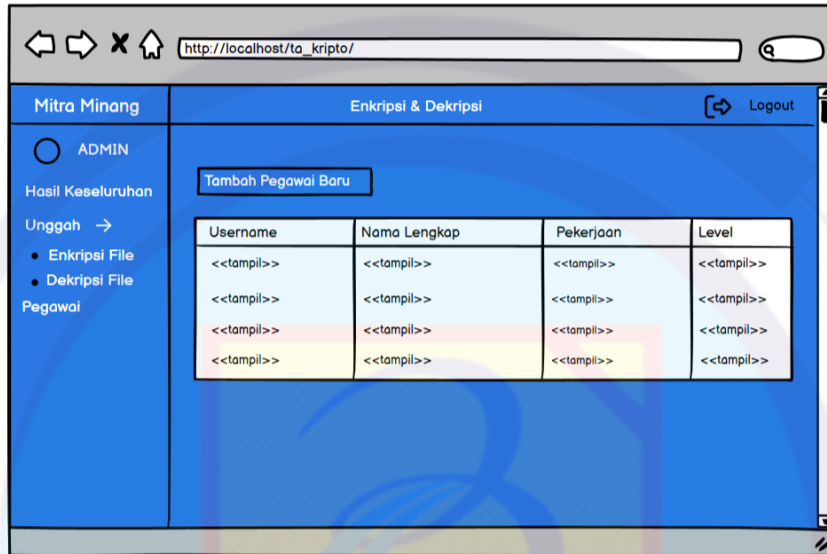 http://localhost/ta_kripto/
Mitra Minang
Enkripsi & Dekripsi
Logout
ADMIN
Hasil Keseluruhan
Unggah →
• Enkripsi File
• Dekripsi File
Pegawai
Tambah Pegawai Baru
Username Nama Lengkap Pekerjaan Level
<<tampil>> <<tampil>> <<tampil>> <<tampil>>
<<tampil>> <<tampil>> <<tampil>> <<tampil>>
<<tampil>> <<tampil>> <<tampil>> <<tampil>>
<<tampil>> <<tampil>> <<tampil>> <<tampil>>